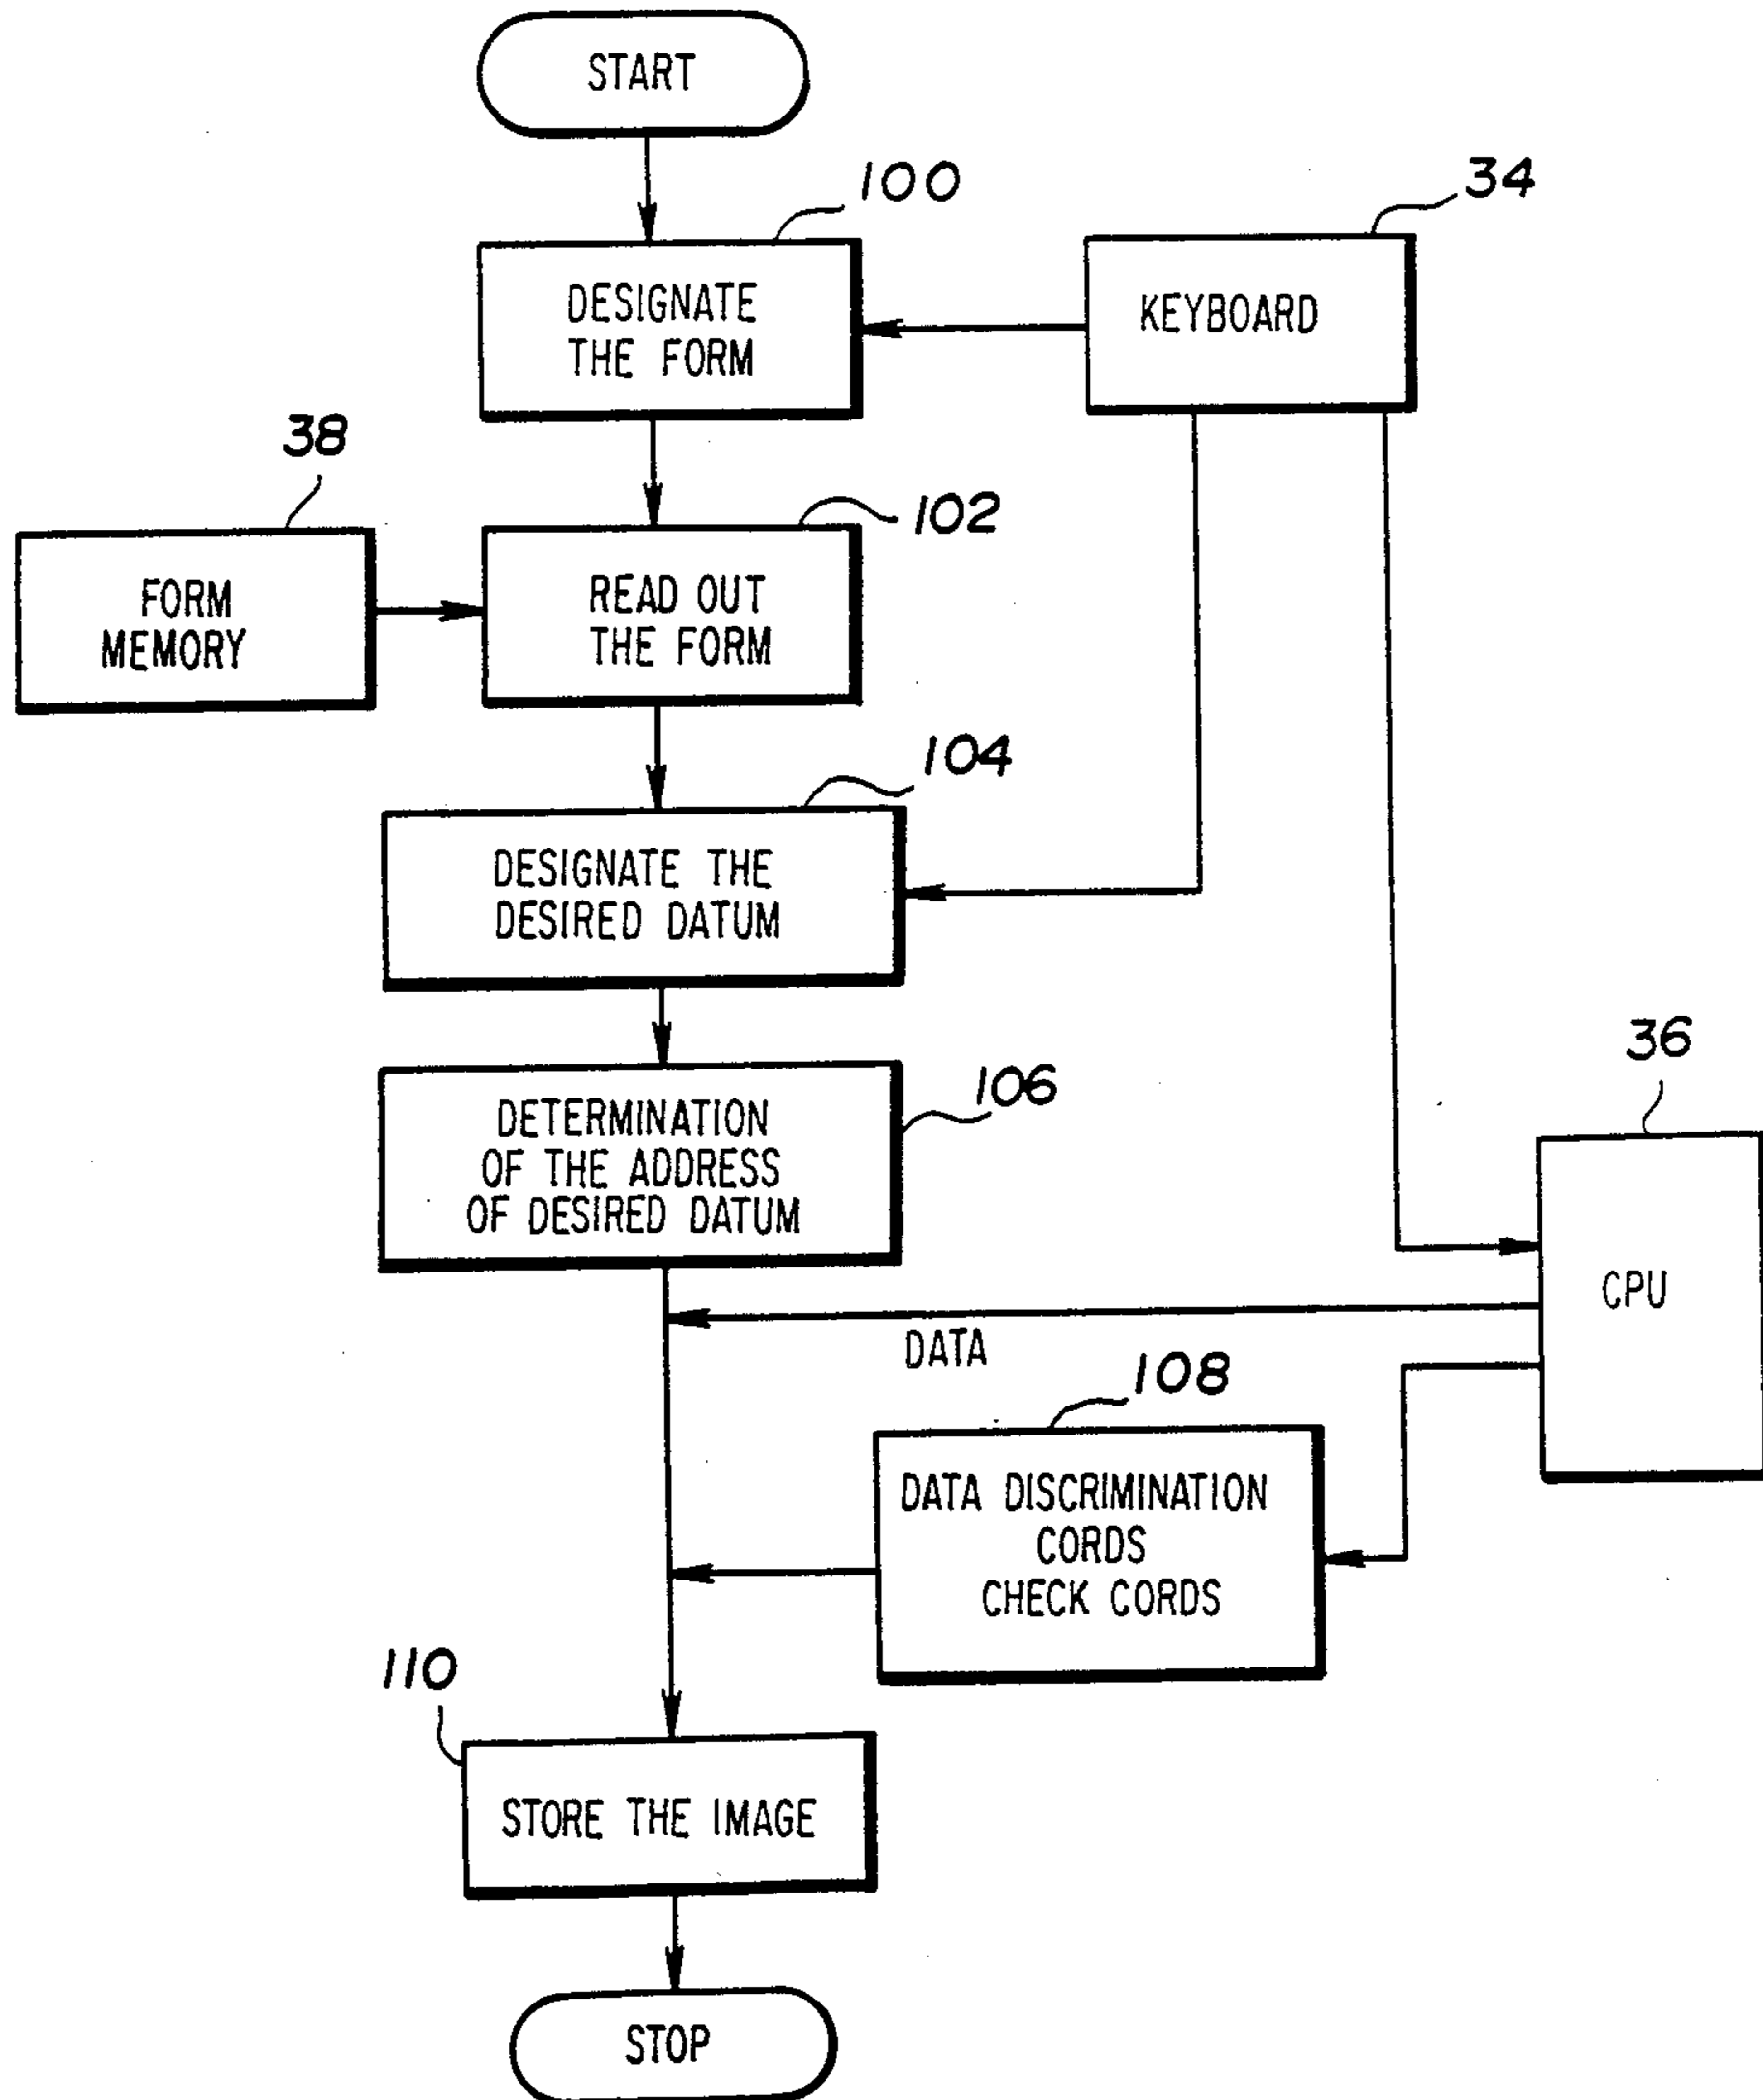 START
100
34
DESIGNATE
THE FORM
KEYBOARD
38
102
FORM
MEMORY
READ OUT
THE FORM
104
DESIGNATE THE
DESIRED DATUM
106
36
DETERMINATION
OF THE ADDRESS
OF DESIRED DATUM
CPU
DATA
108
DATA DISCRIMINATION
CORDS
CHECK CORDS
110
STORE THE IMAGE
STOP